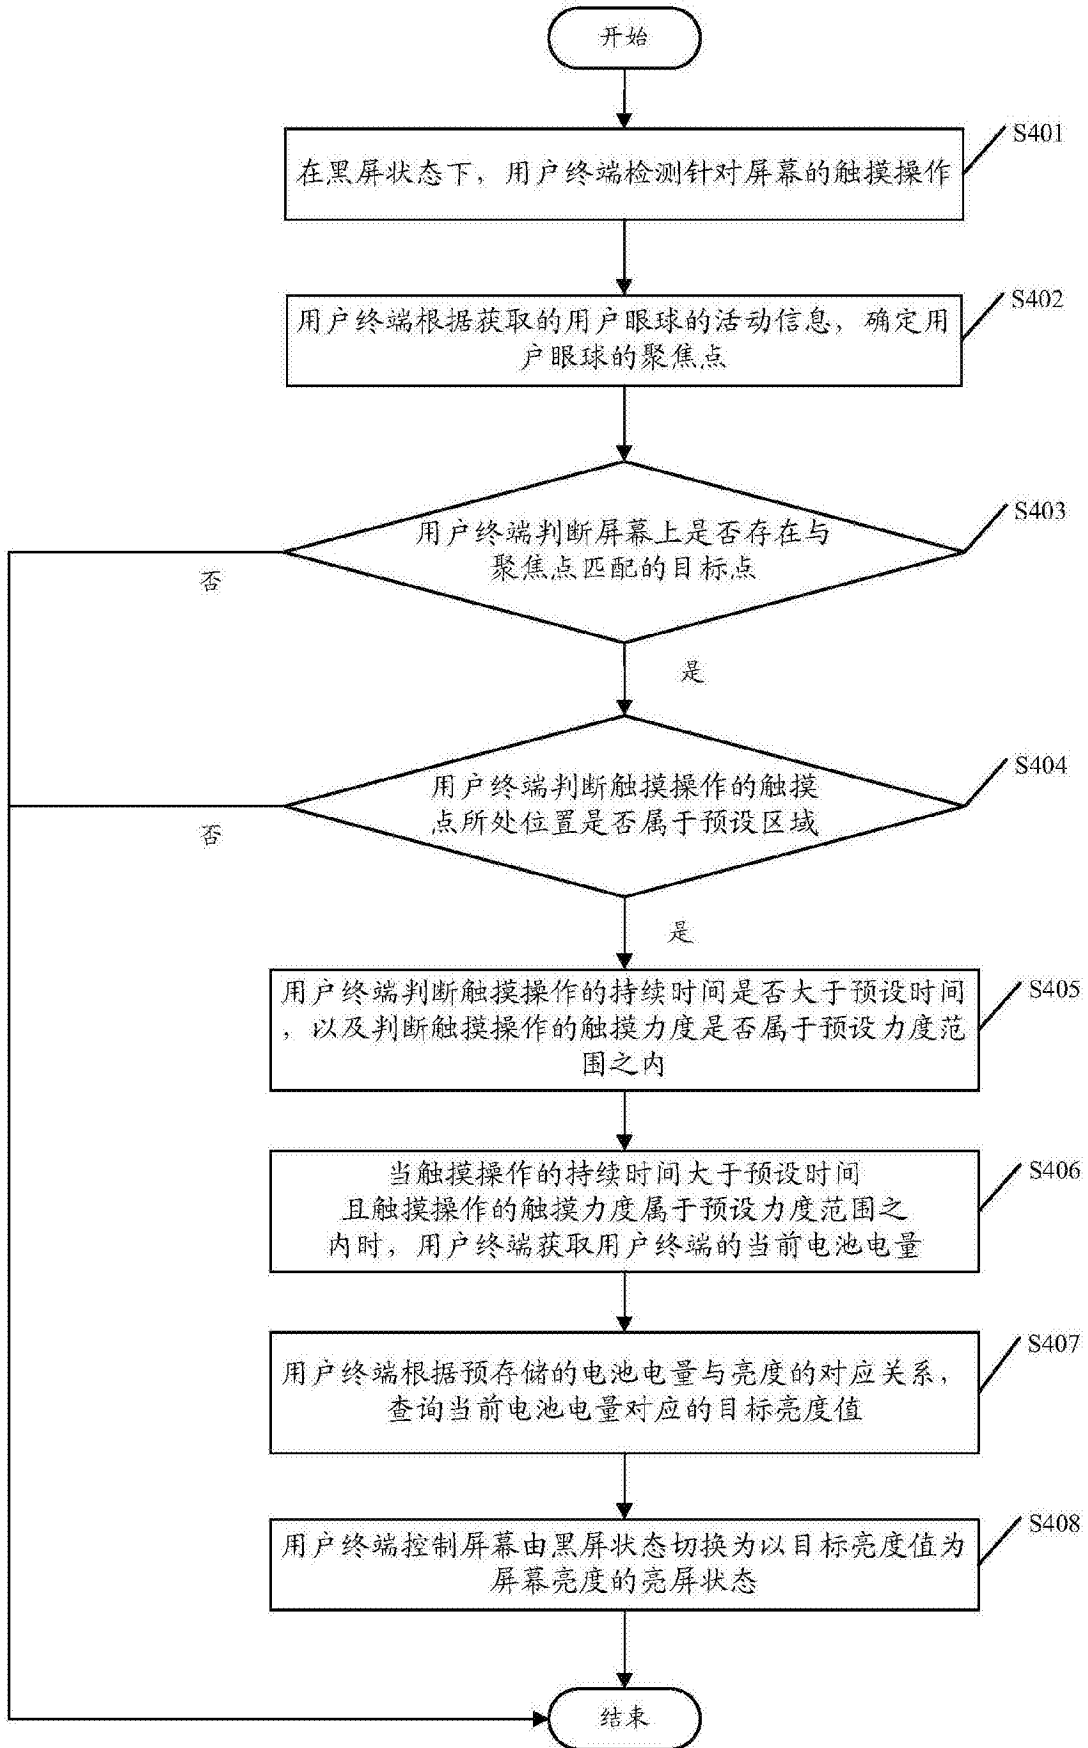 开始
S401
在黑屏状态下，用户终端检测针对屏幕的触摸操作
S402
用户终端根据获取的用户眼球的活动信息，确定用
户眼球的聚焦点
S403
用户终端判断屏幕上是否存在与
聚焦点匹配的目标点
否
是
S404
用户终端判断触摸操作的触摸
点所处位置是否属于预设区域
否
是
S405
用户终端判断触摸操作的持续时间是否大于预设时间
，以及判断触摸操作的触摸力度是否属于预设力度范
围之内
S406
当触摸操作的持续时间大于预设时间
且触摸操作的触摸力度属于预设力度范围之
内时，用户终端获取用户终端的当前电池电量
S407
用户终端根据预存储的电池电量与亮度的对应关系，
查询当前电池电量对应的目标亮度值
S408
用户终端控制屏幕由黑屏状态切换为以目标亮度值为
屏幕亮度的亮屏状态
结束